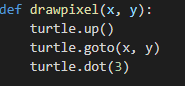 def drawpixel(x, y):
    turtle.up()
    turtle.goto(x, y)
    turtle.dot(3)